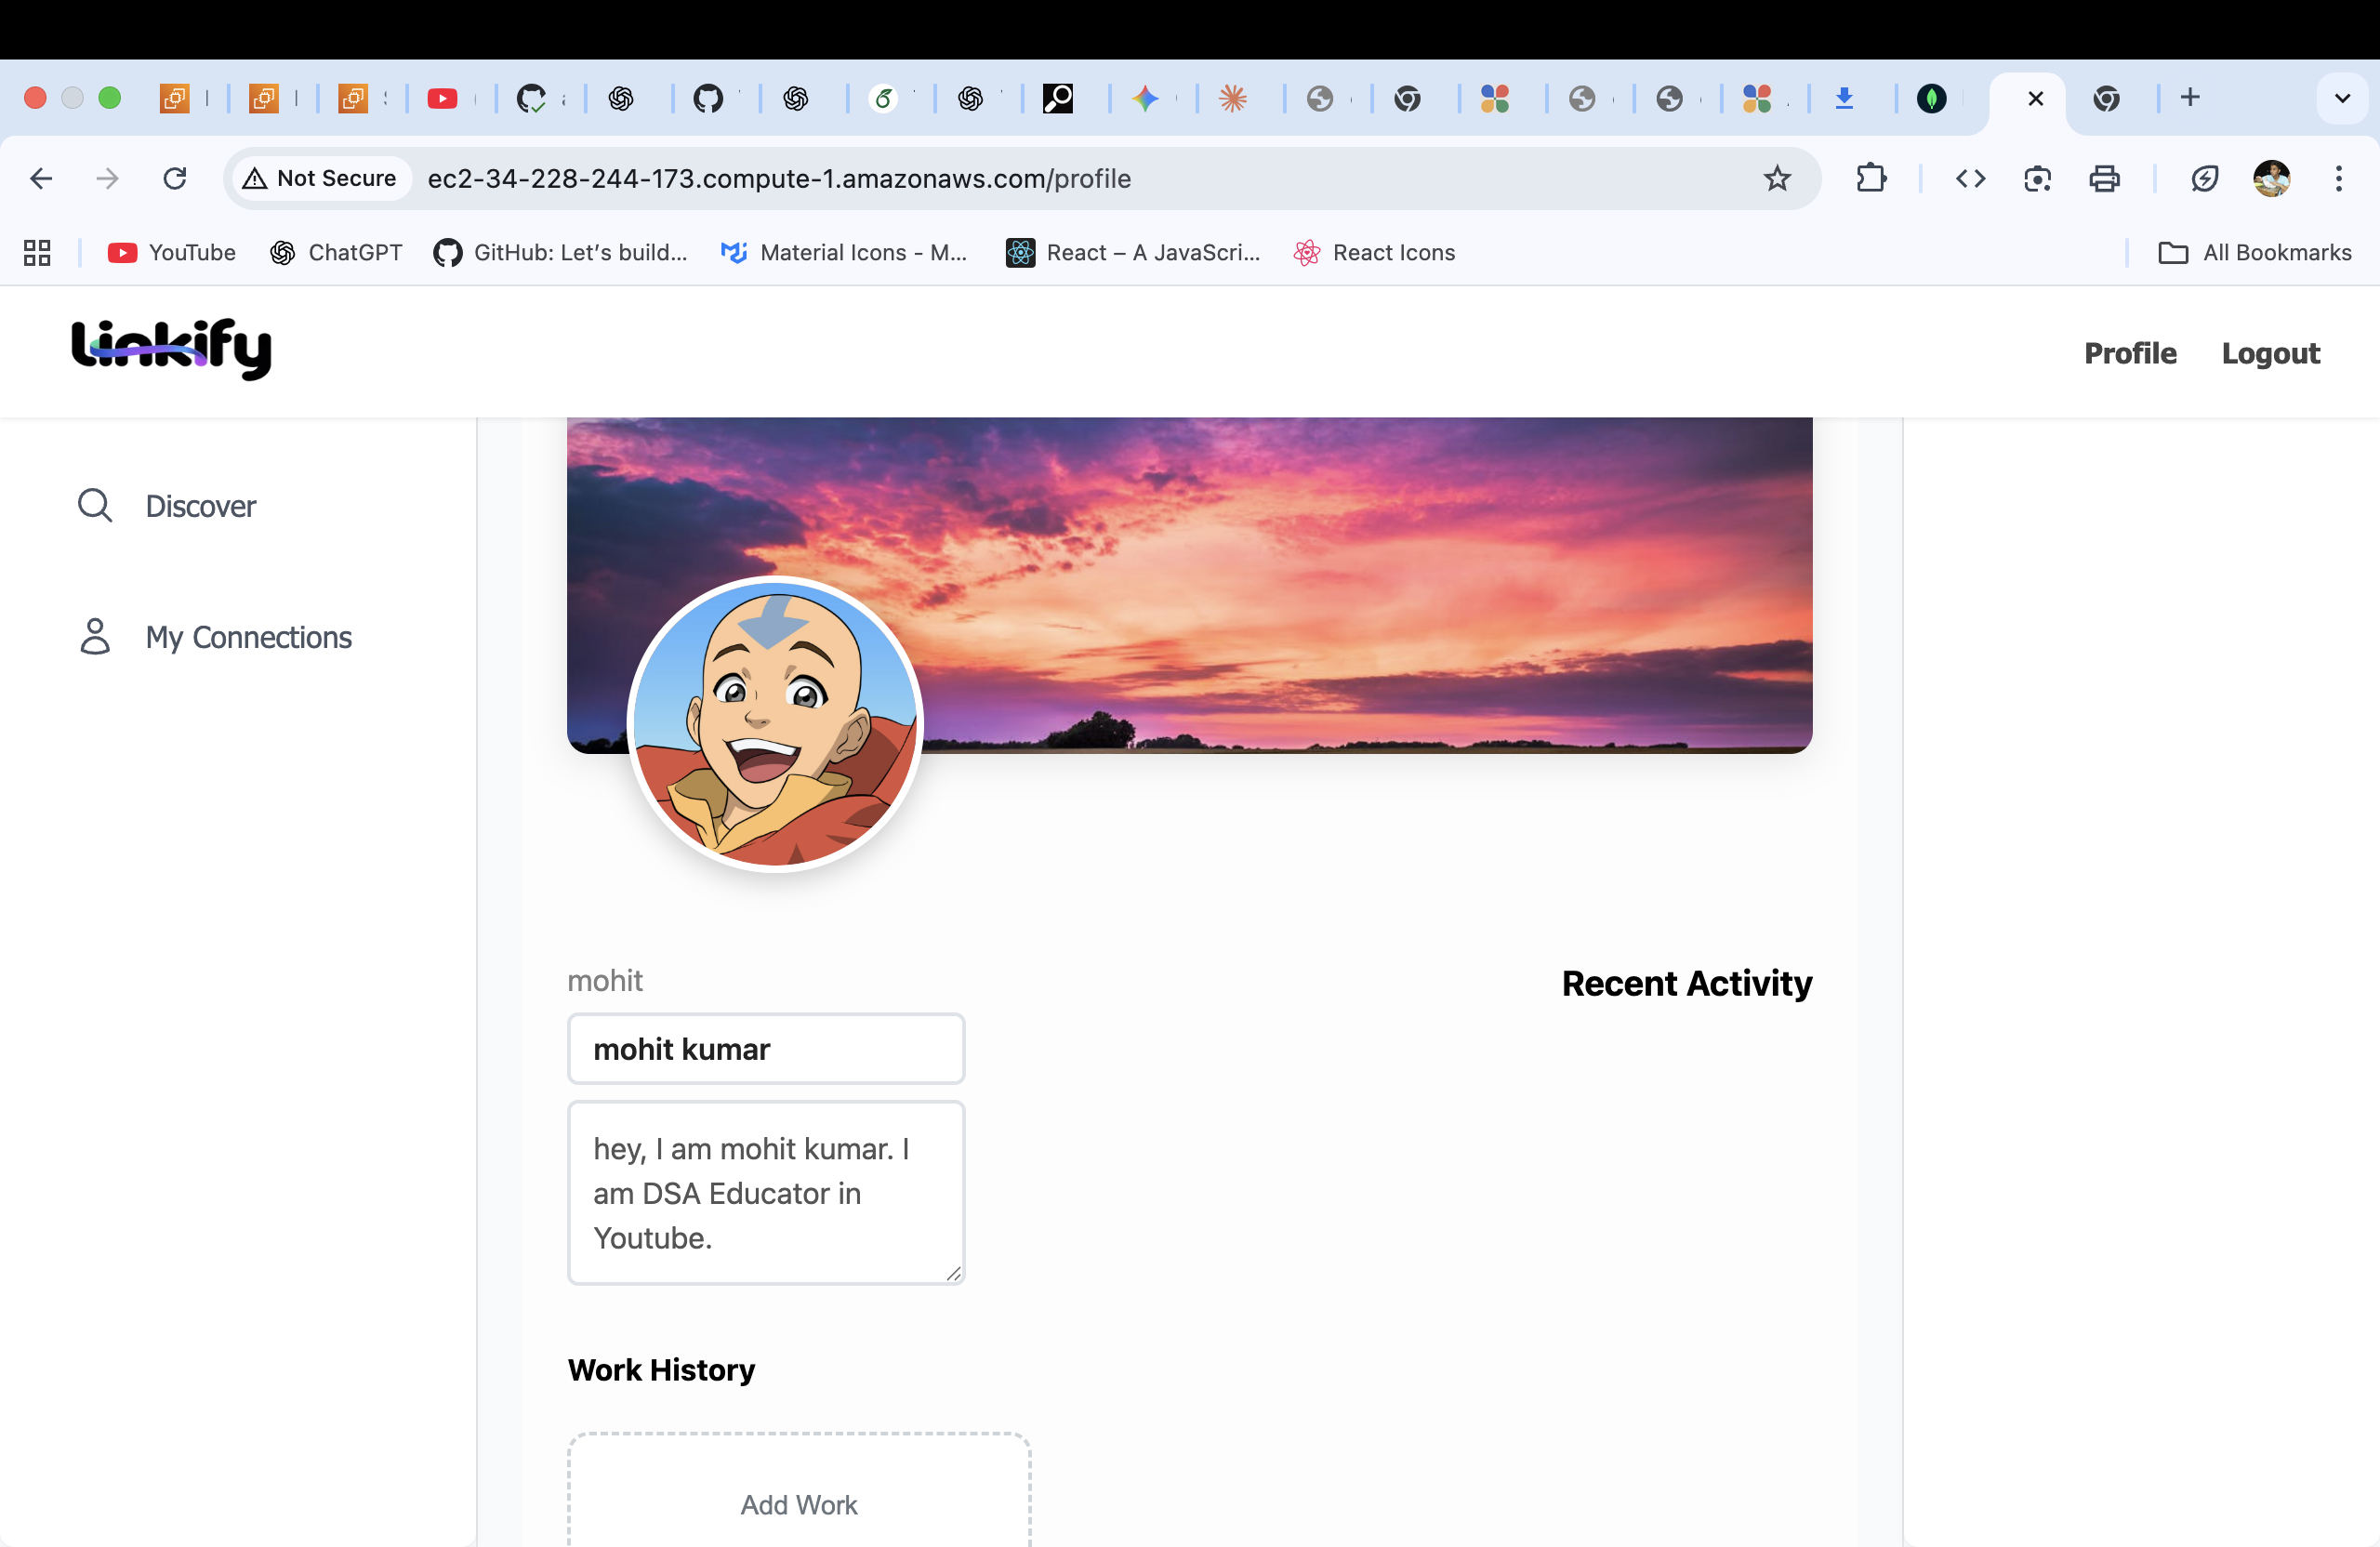 Not Secure
ec2-34-228-244-173.compute-1.amazonaws.com/profile
YouTube
ChatGPT
GitHub: Let’s build...
Material Icons - M...
React – A JavaScri...
React Icons
All Bookmarks
Linkify
Profile
Logout
Discover
My Connections
mohit
Recent Activity
mohit kumar
hey, I am mohit kumar. I
am DSA Educator in
Youtube.
Work History
Add Work